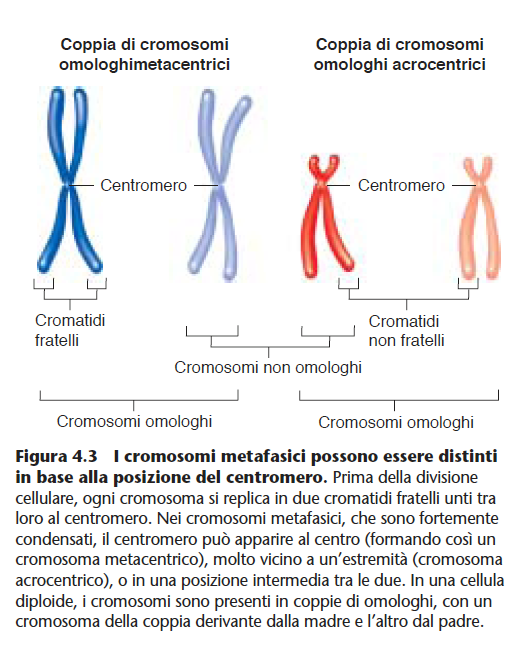 Coppia di cromosomi
omologhimetacentrici
Coppia di cromosomi
omologhi acrocentrici
Centromero
Centromero
Cromatidi
fratelli
Cromatidi
non fratelli
Cromosomi non omologhi
Cromosomi omologhi
Cromosomi omologhi
Figura 4.3 I cromosomi metafasici possono essere distinti
in base alla posizione del centromero. Prima della divisione
cellulare, ogni cromosoma si replica in due cromatidi fratelli unti tra
loro al centromero. Nei cromosomi metafasici, che sono fortemente
condensati, il centromero può apparire al centro (formando così un
cromosoma metacentrico), molto vicino a un'estremità (cromosoma
acrocentrico), o in una posizione intermedia tra le due. In una cellula
diploide, i cromosomi sono presenti in coppie di omologhi, con un
cromosoma della coppia derivante dalla madre e l'altro dal padre.